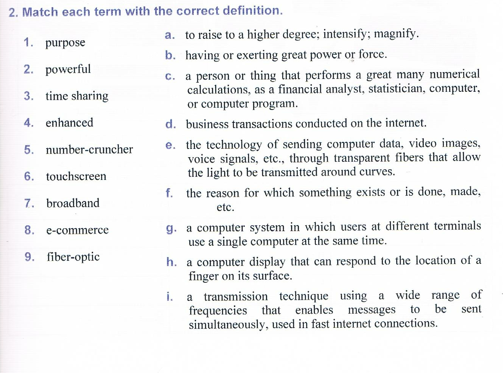 2. Match each term with the correct definition.
1. purpose
2. powerful
3. time sharing
4. enhanced
5. number-cruncher
6. touchscreen
7. broadband
8. e-commerce
9. fiber-optic
a. to raise to a higher degree; intensify; magnify.
b. having or exerting great power or force.
c. a person or thing that performs a great many numerical
calculations, as a financial analyst, statistician, computer,
or computer program.
d. business transactions conducted on the internet.
e. the technology of sending computer data, video images,
voice signals, etc., through transparent fibers that allow
the light to be transmitted around curves.
f. the reason for which something exists or is done, made,
etc.
g. a computer system in which users at different terminals
use a single computer at the same time.
h. a computer display that can respond to the location of a
finger on its surface.
i. a transmission technique using a wide range of
frequencies that enables messages to be sent
simultaneously, used in fast internet connections.